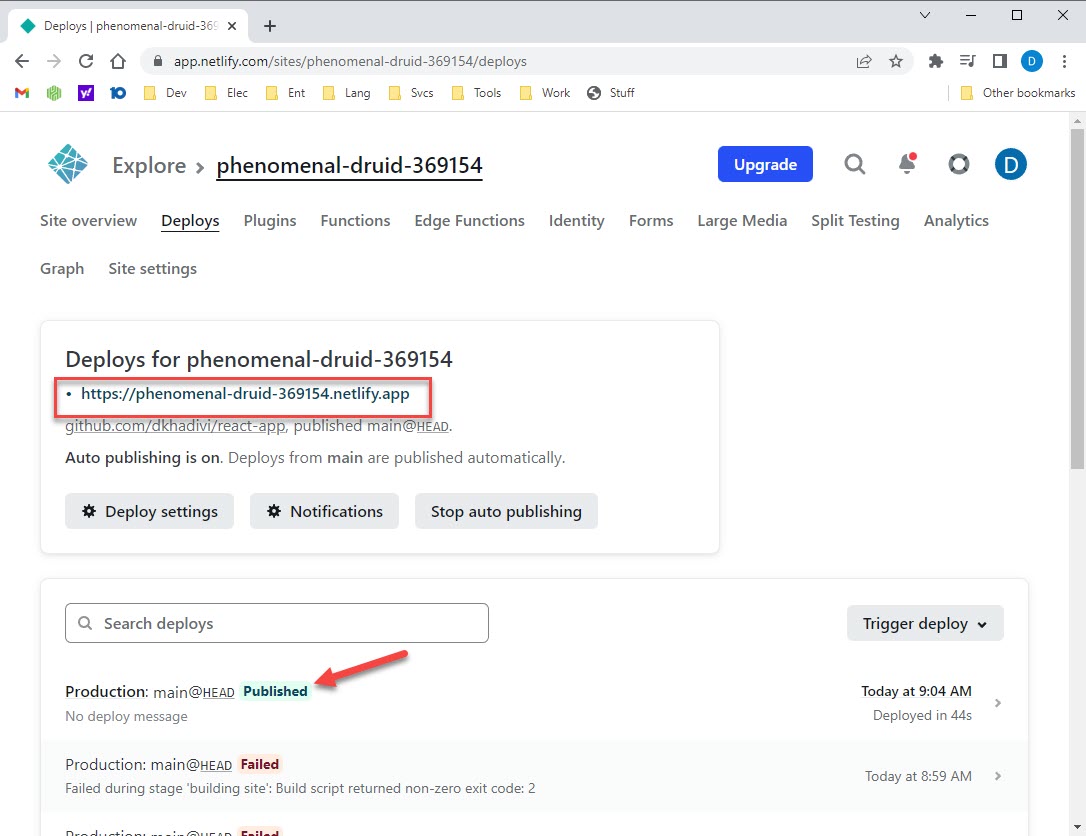 Deploys | phenomenal-druid-369
app.netlify.com/sites/phenomenal-druid-369154/deploys
D
y!
10
Dev
Elec
Ent
Lang
Svcs
Tools
Work
Stuff
Other bookmarks
Explore > phenomenal-druid-369154
Upgrade
D
Site overview
Deploys
Plugins
Functions
Edge Functions
Identity
Forms
Large Media
Split Testing
Analytics
Graph
Site settings
Deploys for phenomenal-druid-369154
• https://phenomenal-druid-369154.netlify.app
github.com/dkhadivi/react-app, published main@HEAD.
Auto publishing is on. Deploys from main are published automatically.
Deploy settings
Notifications
Stop auto publishing
Search deploys
Trigger deploy
Production: main@HEAD Published
Today at 9:04 AM
No deploy message
Deployed in 44s
Production: main@HEAD Failed
Today at 8:59 AM
Failed during stage 'building site': Build script returned non-zero exit code: 2
Production: main@HEAD Failed